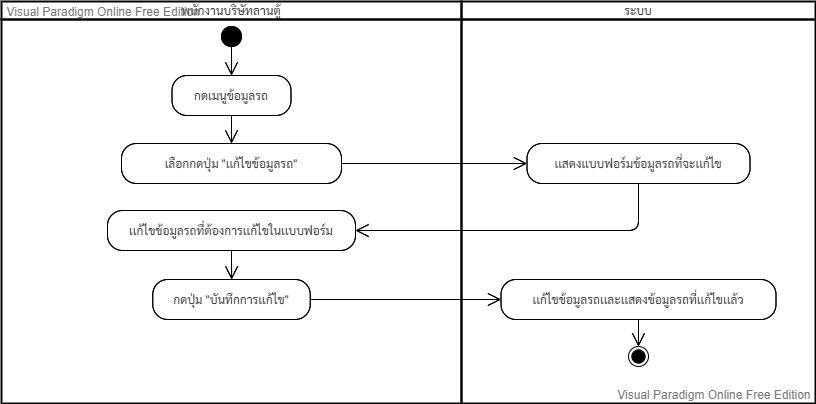 Visual Paradigm Online Free Edition
พนักงานบริษัทลานตู้
ระบบ
กดเมนูข้อมูลรถ
เลือกกดปุ่ม "แก้ไขข้อมูลรถ"
แสดงแบบฟอร์มข้อมูลรถที่จะแก้ไข
แก้ไขข้อมูลรถที่ต้องการแก้ไขในแบบฟอร์ม
กดปุ่ม "บันทึกการแก้ไข"
แก้ไขข้อมูลรถและแสดงข้อมูลรถที่แก้ไขแล้ว
Visual Paradigm Online Free Edition